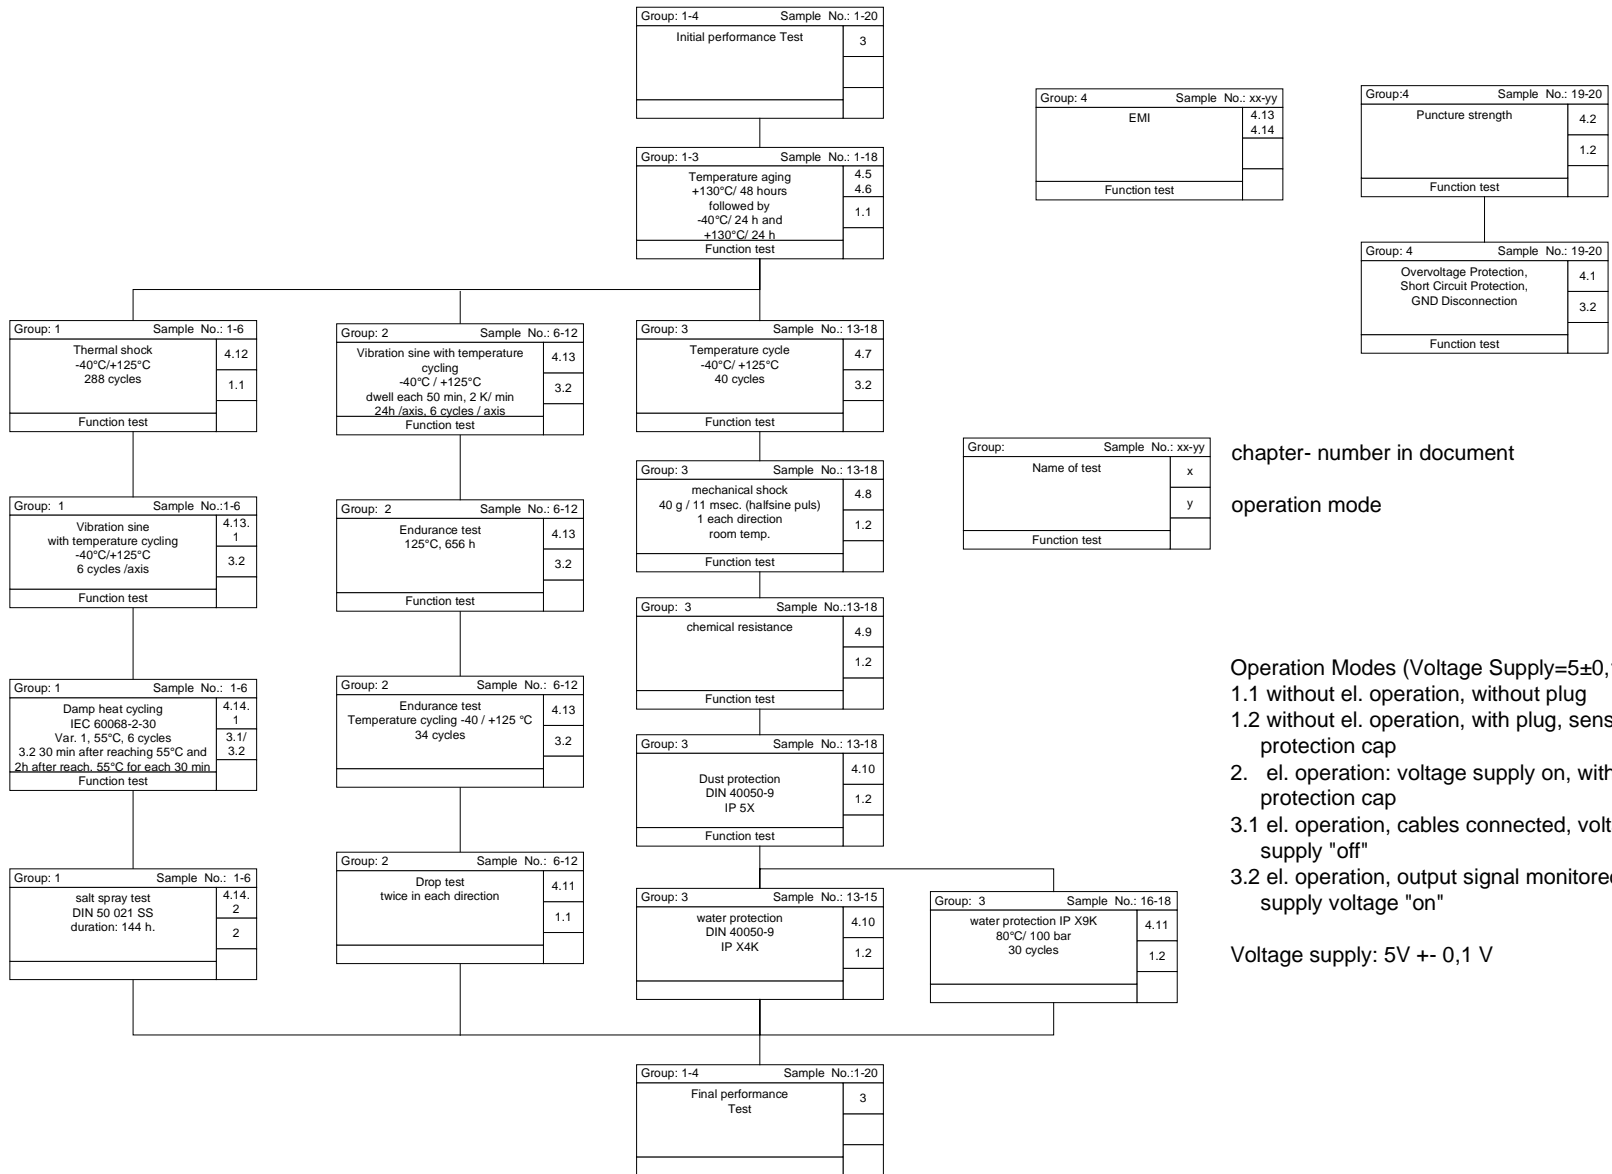 Group: 1-4 Sample No.: 1-20
Initial performance Test
3
Group: 4 Sample No.: xx-yy
EMI
4.13
4.14
Function test
Group:4 Sample No.: 19-20
Puncture strength
4.2
1.2
Function test
Group: 1-3 Sample No.: 1-18
Temperature aging
+130°C/ 48 hours
followed by
-40°C/ 24 h and
+130°C/ 24 h
4.5
4.6
1.1
Function test
Group: 4 Sample No.: 19-20
Overvoltage Protection,
Short Circuit Protection,
GND Disconnection
4.1
3.2
Function test
Group: 1 Sample No.: 1-6
Thermal shock
-40°C/+125°C
288 cycles
4.12
1.1
Function test
Group: 2 Sample No.: 6-12
Vibration sine with temperature
cycling
-40°C / +125°C
dwell each 50 min, 2 K/ min
24h /axis, 6 cycles / axis
4.13
3.2
Function test
Group: 3 Sample No.: 13-18
Temperature cycle
-40°C/ +125°C
40 cycles
4.7
3.2
Function test
Group: Sample No.: xx-yy
Name of test
x
y
Function test
chapter- number in document
operation mode
Group: 1 Sample No.:1-6
Vibration sine
with temperature cycling
-40°C/+125°C
6 cycles /axis
4.13.
1
3.2
Function test
Group: 2 Sample No.: 6-12
Endurance test
125°C, 656 h
4.13
3.2
Function test
Group: 3 Sample No.: 13-18
mechanical shock
40 g / 11 msec. (halfsine puls)
1 each direction
room temp.
4.8
1.2
Function test
Group: 3 Sample No.:13-18
chemical resistance
4.9
1.2
Function test
Group: 1 Sample No.: 1-6
Damp heat cycling
IEC 60068-2-30
Var. 1, 55°C, 6 cycles
3.2 30 min after reaching 55°C and
2h after reach. 55°C for each 30 min
4.14.
1
3.1/
3.2
Function test
Group: 2 Sample No.: 6-12
Endurance test
Temperature cycling -40 / +125 °C
34 cycles
4.13
3.2
Group: 3 Sample No.: 13-18
Dust protection
DIN 40050-9
IP 5X
4.10
1.2
Function test
Operation Modes (Voltage Supply=5±0,
1.1 without el. operation, without plug
1.2 without el. operation, with plug, sens
protection cap
2. el. operation: voltage supply on, with
protection cap
3.1 el. operation, cables connected, volt
supply "off"
3.2 el. operation, output signal monitored
supply voltage "on"
Voltage supply: 5V +- 0,1 V
Group: 1 Sample No.: 1-6
salt spray test
DIN 50 021 SS
duration: 144 h.
4.14.
2
2
Group: 2 Sample No.: 6-12
Drop test
twice in each direction
4.11
1.1
Group: 3 Sample No.: 13-15
water protection
DIN 40050-9
IP X4K
4.10
1.2
Group: 3 Sample No.: 16-18
water protection IP X9K
80°C/ 100 bar
30 cycles
4.11
1.2
Group: 1-4 Sample No.:1-20
Final performance
Test
3